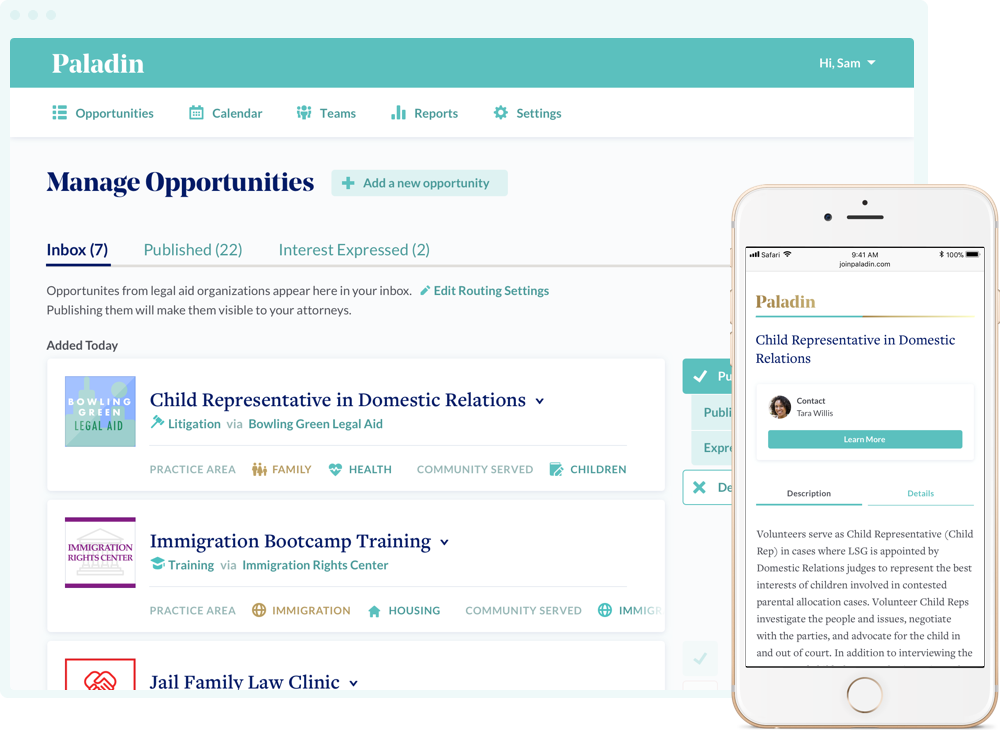 Paladin
Hi, Sam
Opportunities
Calendar
Teams
Reports
Settings
Manage Opportunities
Add a new opportunity
Inbox (7)
Published (22)
Interest Expressed (2)
Opportunites from legal aid organizations appear here in your inbox.
Edit Routing Settings
Publishing them will make them visible to your attorneys.
Added Today
BOWLING
GREEN
LEGAL AID
Child Representative in Domestic Relations
Litigation via Bowling Green Legal Aid
PRACTICE AREA FAMILY HEALTH COMMUNITY SERVED CHILDREN
IMMIGRATION
RIGHTS CENTER
Immigration Bootcamp Training
Training via Immigration Rights Center
PRACTICE AREA IMMIGRATION HOUSING COMMUNITY SERVED IMMIGR
Jail Family Law Clinic
Pu
Publi
Expre
De
Safari
9:41 AM
100%
joinpaladin.com
Paladin
Child Representative in Domestic
Relations
Contact
Tara Willis
Learn More
Description
Details
Volunteers serve as Child Representative (Child
Rep) in cases where LSG is appointed by
Domestic Relations judges to represent the best
interests of children involved in contested
parental allocation cases. Volunteer Child Reps
investigate the people and issues, negotiate
with the parties, and advocate for the child in
and out of court. In addition to interviewing the